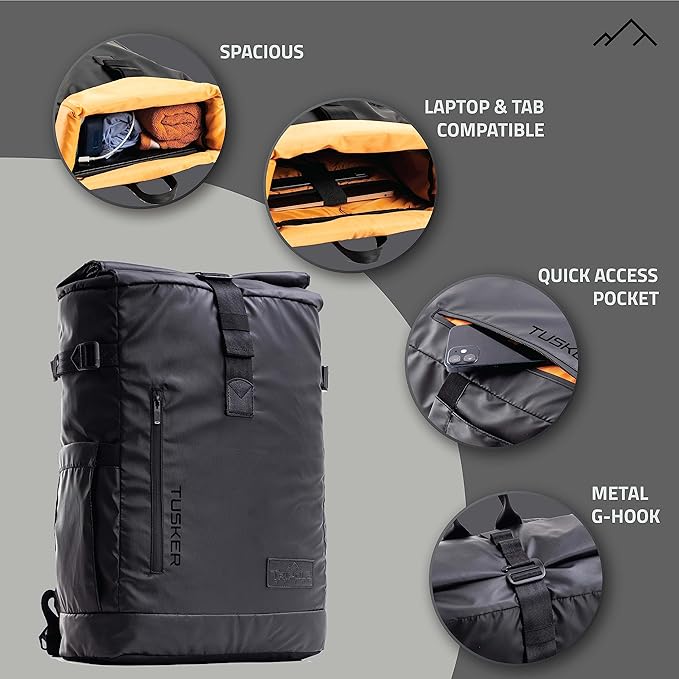 SPACIOUS
LAPTOP & TAB
COMPATIBLE
QUICK ACCESS
POCKET
TUSKER
METAL
G-HOOK
TUSKER